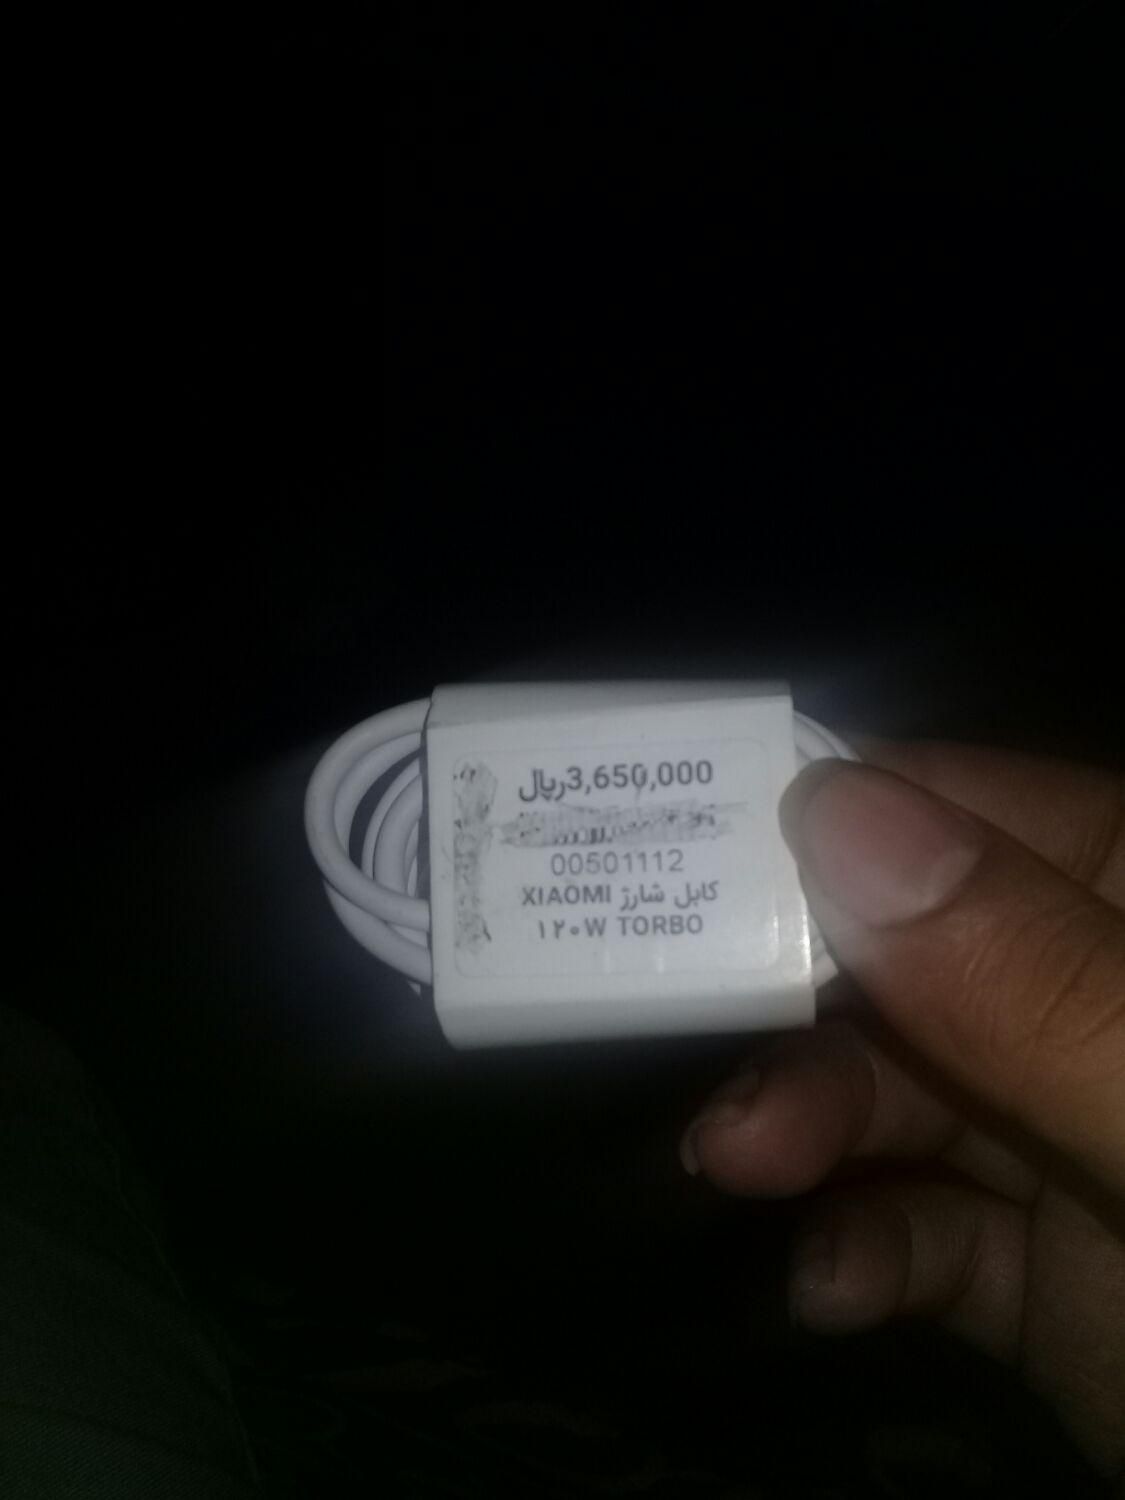 3,650,000ریال
00501112
کابل شارژ XIAOMI
۱۲۰W TORBO